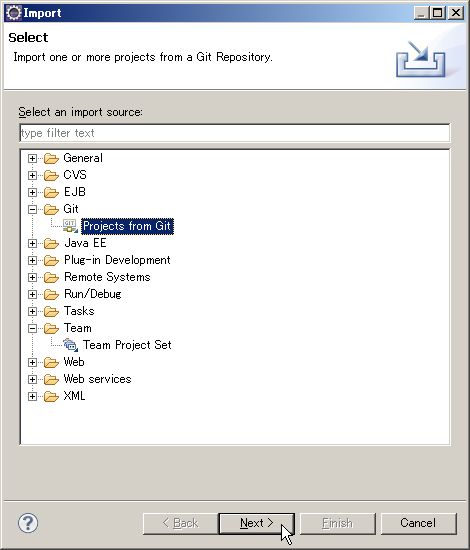 Import
Select
Import one or more projects from a Git Repository.
Select an import source:
type filter text
General
CVS
EJB
Git
GIT
Projects from Git
Java EE
Plug-in Development
Remote Systems
Run/Debug
Tasks
Team
Team Project Set
Web
Web services
XML
?
< Back
Next >
Finish
Cancel